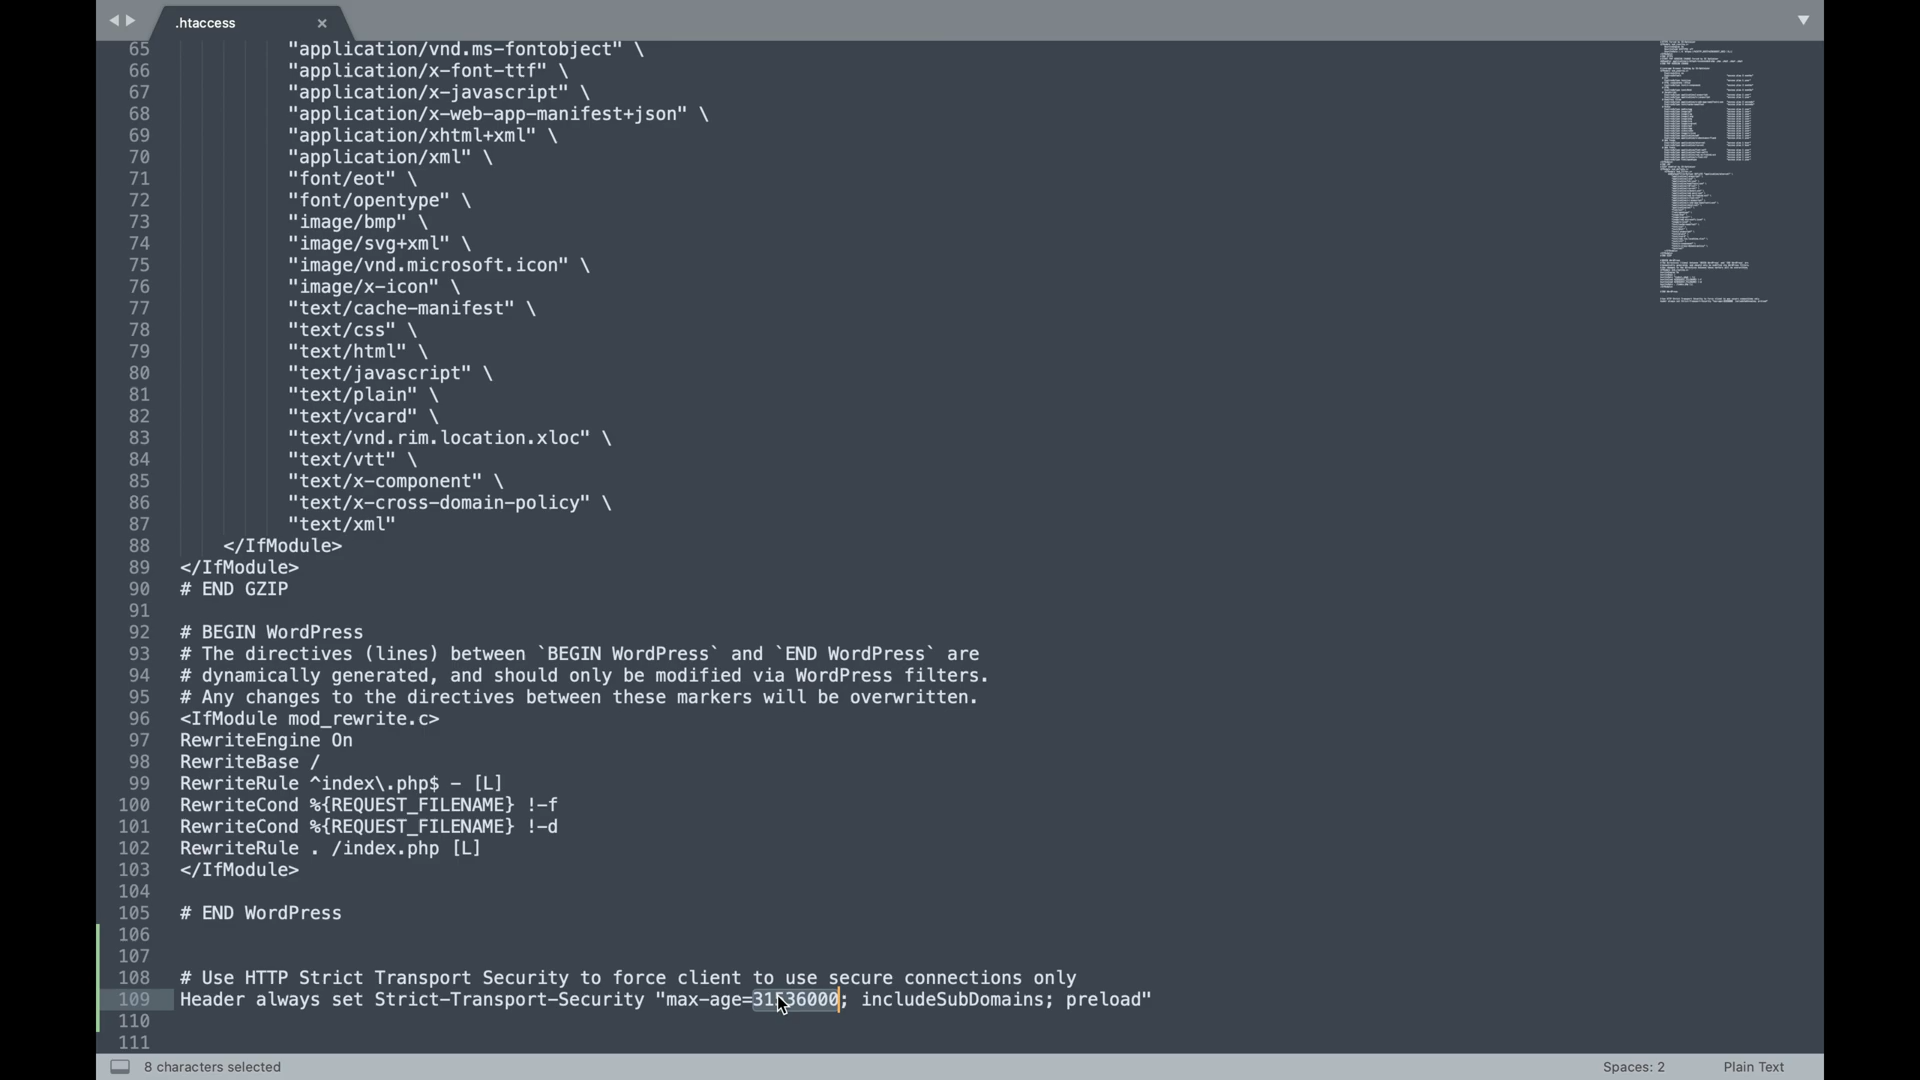 .htaccess ×
65 "application/vnd.ms-fontobject" \
66 "application/x-font-ttf" \
67 "application/x-javascript" \
68 "application/x-web-app-manifest+json" \
69 "application/xhtml+xml" \
70 "application/xml" \
71 "font/eot" \
72 "font/opentype" \
73 "image/bmp" \
74 "image/svg+xml" \
75 "image/vnd.microsoft.icon" \
76 "image/x-icon" \
77 "text/cache-manifest" \
78 "text/css" \
79 "text/html" \
80 "text/javascript" \
81 "text/plain" \
82 "text/vcard" \
83 "text/vnd.rim.location.xloc" \
84 "text/vtt" \
85 "text/x-component" \
86 "text/x-cross-domain-policy" \
87 "text/xml"
88 </IfModule>
89 </IfModule>
90 # END GZIP
91
92 # BEGIN WordPress
93 # The directives (lines) between `BEGIN WordPress` and `END WordPress` are
94 # dynamically generated, and should only be modified via WordPress filters.
95 # Any changes to the directives between these markers will be overwritten.
96 <IfModule mod_rewrite.c>
97 RewriteEngine On
98 RewriteBase /
99 RewriteRule ^index\.php$ - [L]
100 RewriteCond %{REQUEST_FILENAME} !-f
101 RewriteCond %{REQUEST_FILENAME} !-d
102 RewriteRule . /index.php [L]
103 </IfModule>
104
105 # END WordPress
106
107
108 # Use HTTP Strict Transport Security to force client to use secure connections only
109 Header always set Strict-Transport-Security "max-age=31536000; includeSubDomains; preload"
110
111
8 characters selected Spaces: 2 Plain Text